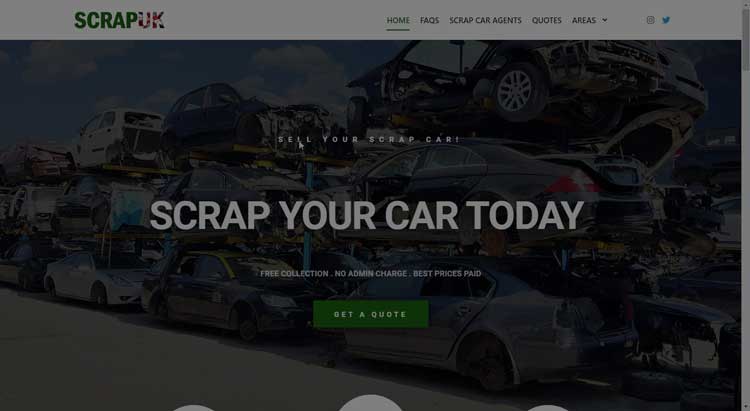 SCRAPUK
HOME FAQS SCRAP CAR AGENTS QUOTES AREAS
SELL YOUR SCRAP CAR!
SCRAP YOUR CAR TODAY
FREE COLLECTION . NO ADMIN CHARGE . BEST PRICES PAID
GET A QUOTE